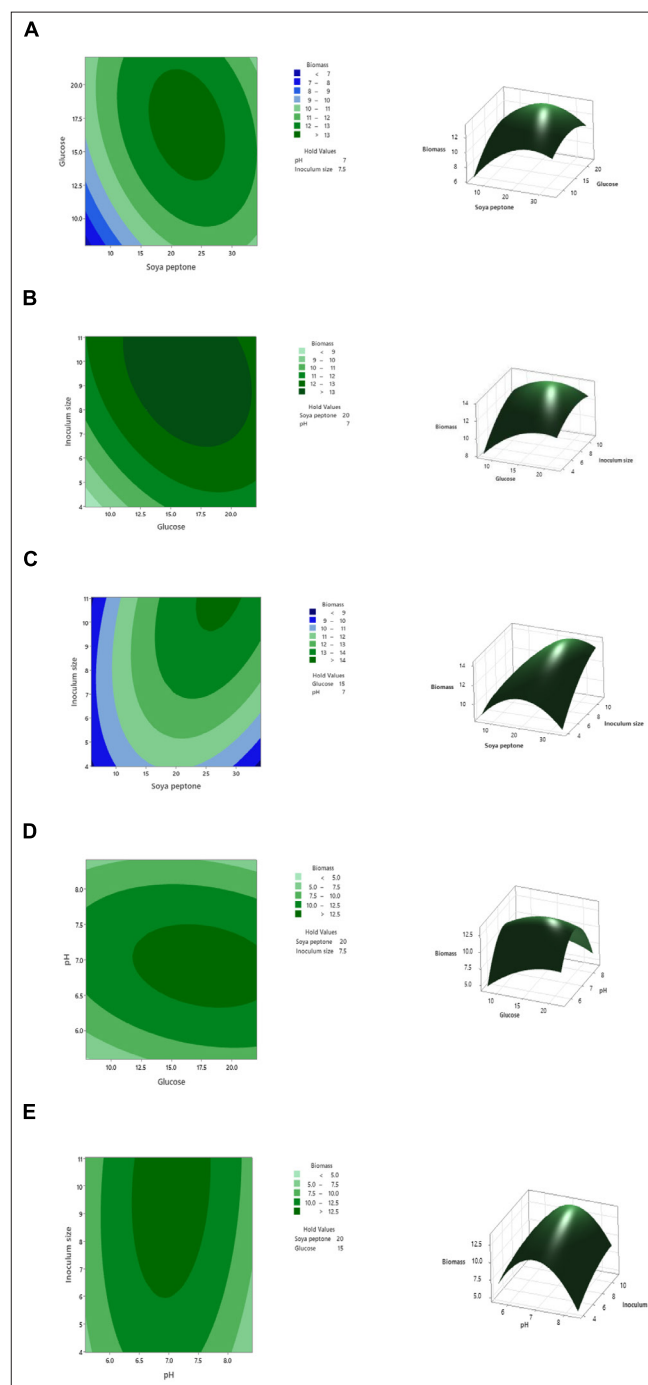 A
Glucose
20.0
17.5
15.0
12.5
10.0
10 15 20 25 30
Soya peptone
Biomass
< 7
7 – 8
8 – 9
9 – 10
10 – 11
11 – 12
12 – 13
> 13
Hold Values
pH 7
Inoculum size 7.5
Biomass
12
10
8
6
10 20 30
Soya peptone
10 15 20
Glucose
B
Inoculum size
11
10
9
8
7
6
5
4
10.0 12.5 15.0 17.5 20.0
Glucose
Biomass
< 9
9 – 10
10 – 11
11 – 12
12 – 13
> 13
Hold Values
Soya peptone 20
pH 7
Biomass
14
12
10
8
10 15 20
Glucose
4 6 8 10
Inoculum size
C
Inoculum size
11
10
9
8
7
6
5
4
10 15 20 25 30
Soya peptone
Biomass
< 9
9 – 10
10 – 11
11 – 12
12 – 13
13 – 14
> 14
Hold Values
Glucose 15
pH 7
Biomass
14
12
10
10 20 30
Soya peptone
4 6 8 10
Inoculum size
D
pH
8.0
7.5
7.0
6.5
6.0
10.0 12.5 15.0 17.5 20.0
Glucose
Biomass
< 5.0
5.0 – 7.5
7.5 – 10.0
10.0 – 12.5
> 12.5
Hold Values
Soya peptone 20
Inoculum size 7.5
Biomass
12.5
10.0
7.5
5.0
10 15 20
Glucose
6 7 8
pH
E
Inoculum size
11
10
9
8
7
6
5
4
6.0 6.5 7.0 7.5 8.0
pH
Biomass
< 5.0
5.0 – 7.5
7.5 – 10.0
10.0 – 12.5
> 12.5
Hold Values
Soya peptone 20
Glucose 15
Biomass
12.5
10.0
7.5
5.0
6 7 8
pH
4 6 8 10
Inoculum